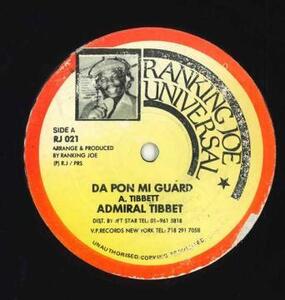 RANKING JOE
UNIVERSAL
SIDE A
RJ 021
ARRANGE & PRODUCED
BY RANKING JOE
(P) R.J / PRS
DA PON MI GUARD
A. TIBBETT
ADMIRAL TIBBET
DIST. BY JET STAR TEL: 01-961 5818
V.P. RECORDS NEW YORK TEL: 718 291 7058
UNAUTHORISED COPYING PROHIBITED